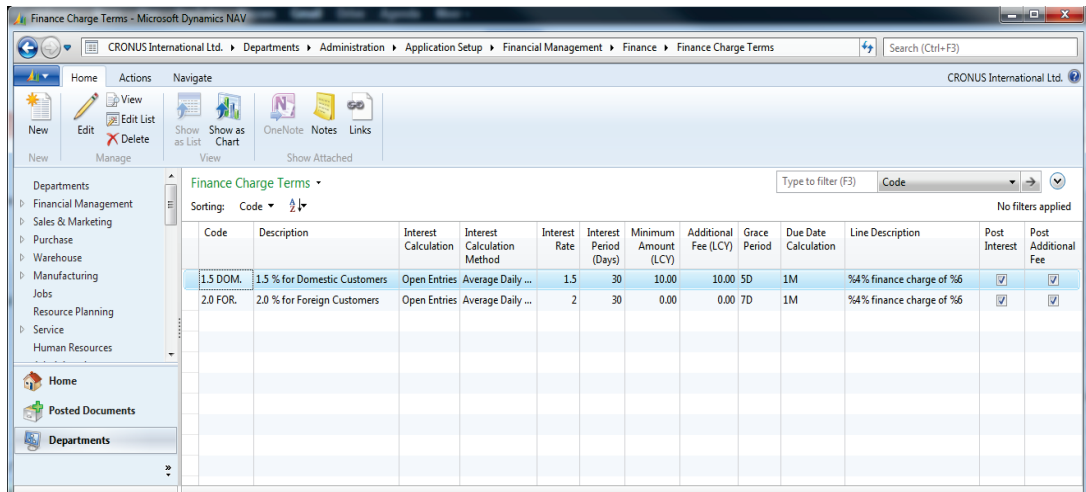 Finance Charge Terms - Microsoft Dynamics NAV
CRONUS International Ltd. Departments Administration Application Setup Financial Management Finance Finance Charge Terms
Search (Ctrl+F3)
Home Actions Navigate
CRONUS International Ltd.
New
Edit
View
Edit List
Delete
Show as List
Show as Chart
OneNote
Notes
Links
New Manage View Show Attached
Departments
Financial Management
Sales & Marketing
Purchase
Warehouse
Manufacturing
Jobs
Resource Planning
Service
Human Resources
Home
Posted Documents
Departments
Finance Charge Terms
Type to filter (F3) Code
Sorting: Code
No filters applied
Code Description Interest Calculation Interest Calculation Method Interest Rate Interest Period (Days) Minimum Amount (LCY) Additional Fee (LCY) Grace Period Due Date Calculation Line Description Post Interest Post Additional Fee
1.5 DOM. 1.5 % for Domestic Customers Open Entries Average Daily ... 1.5 30 10.00 10.00 5D 1M %4% finance charge of %6
2.0 FOR. 2.0 % for Foreign Customers Open Entries Average Daily ... 2 30 0.00 0.00 7D 1M %4% finance charge of %6